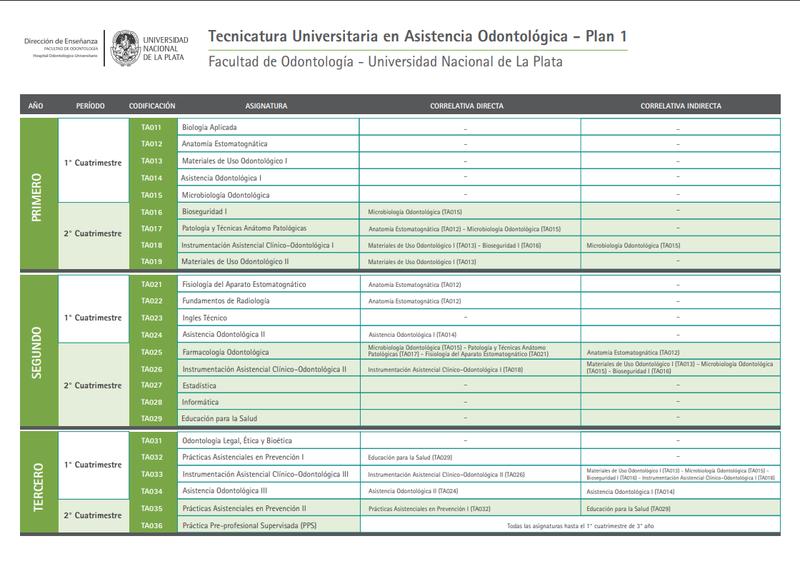 Dirección de Enseñanza
FACULTAD DE ODONTOLOGÍA
Hospital Odontológico Universitario
UNIVERSIDAD
NACIONAL
DE LA PLATA
Tecnicatura Universitaria en Asistencia Odontológica - Plan 1
Facultad de Odontología - Universidad Nacional de La Plata
AÑO PERÍODO CODIFICACIÓN ASIGNATURA CORRELATIVA DIRECTA CORRELATIVA INDIRECTA
PRIMERO
1° Cuatrimestre
TA011 Biología Aplicada - -
TA012 Anatomía Estomatognática - -
TA013 Materiales de Uso Odontológico I - -
TA014 Asistencia Odontológica I - -
TA015 Microbiología Odontológica - -
2° Cuatrimestre
TA016 Bioseguridad I Microbiología Odontológica (TA015) -
TA017 Patología y Técnicas Anátomo Patológicas Anatomía Estomatognática (TA012) - Microbiología Odontológica (TA015) -
TA018 Instrumentación Asistencial Clínico-Odontológica I Materiales de Uso Odontológico I (TA013) - Bioseguridad I (TA016) Microbiología Odontológica (TA015)
TA019 Materiales de Uso Odontológico II Materiales de Uso Odontológico I (TA013) -
SEGUNDO
1° Cuatrimestre
TA021 Fisiología del Aparato Estomatognático Anatomía Estomatognática (TA012) -
TA022 Fundamentos de Radiología Anatomía Estomatognática (TA012) -
TA023 Ingles Técnico - -
TA024 Asistencia Odontológica II Asistencia Odontológica I (TA014) -
2° Cuatrimestre
TA025 Farmacología Odontológica Microbiología Odontológica (TA015) - Patología y Técnicas Anátomo
Patológicas (TA017) - Fisiología del Aparato Estomatognático (TA021) Anatomía Estomatognática (TA012)
TA026 Instrumentación Asistencial Clínico-Odontológica II Instrumentación Asistencial Clínico-Odontológica I (TA018) Materiales de Uso Odontológico I (TA013) - Microbiología Odontológica
(TA015) - Bioseguridad I (TA016)
TA027 Estadística - -
TA028 Informática - -
TA029 Educación para la Salud - -
TERCERO
1° Cuatrimestre
TA031 Odontología Legal, Ética y Bioética - -
TA032 Prácticas Asistenciales en Prevención I Educación para la Salud (TA029) -
TA033 Instrumentación Asistencial Clínico-Odontológica III Instrumentación Asistencial Clínico-Odontológica II (TA026) Materiales de Uso Odontológico I (TA013) - Microbiología Odontológica (TA015) -
Bioseguridad I (TA016) - Instrumentación Asistencial Clínico-Odontológica I (TA018)
TA034 Asistencia Odontológica III Asistencia Odontológica II (TA024) Asistencia Odontológica I (TA014)
2° Cuatrimestre
TA035 Prácticas Asistenciales en Prevención II Prácticas Asistenciales en Prevención I (TA032) Educación para la Salud (TA029)
TA036 Práctica Pre-profesional Supervisada (PPS) Todas las asignaturas hasta el 1° cuatrimestre de 3° año